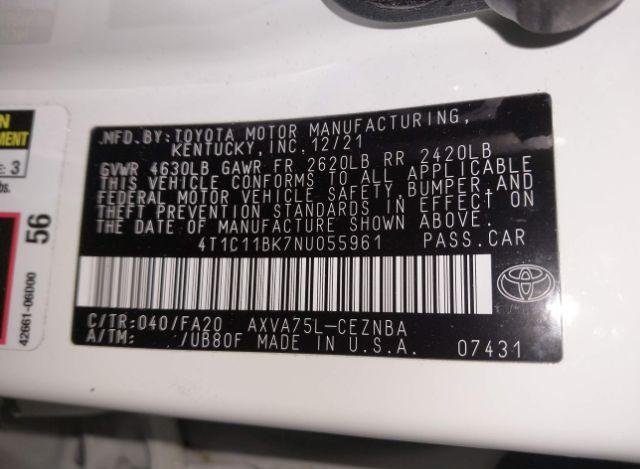 MFD.BY:TOYOTA MOTOR MANUFACTURING,
KENTUCKY,INC.12/21
GVWR 4630LB GAWR FR 2620LB RR 2420LB
THIS VEHICLE CONFORMS TO ALL APPLICABLE
FEDERAL MOTOR VEHICLE SAFETY,BUMPER,AND
THEFT PREVENTION STANDARDS IN EFFECT ON
THE DATE OF MANUFACTURE SHOWN ABOVE.
4T1C11BK7NU055961 PASS.CAR
C/TR:040/FA20 AXVA75L-CEZNBA
A/TM: /UB80F MADE IN U.S.A. 07431
56
42661-06D00